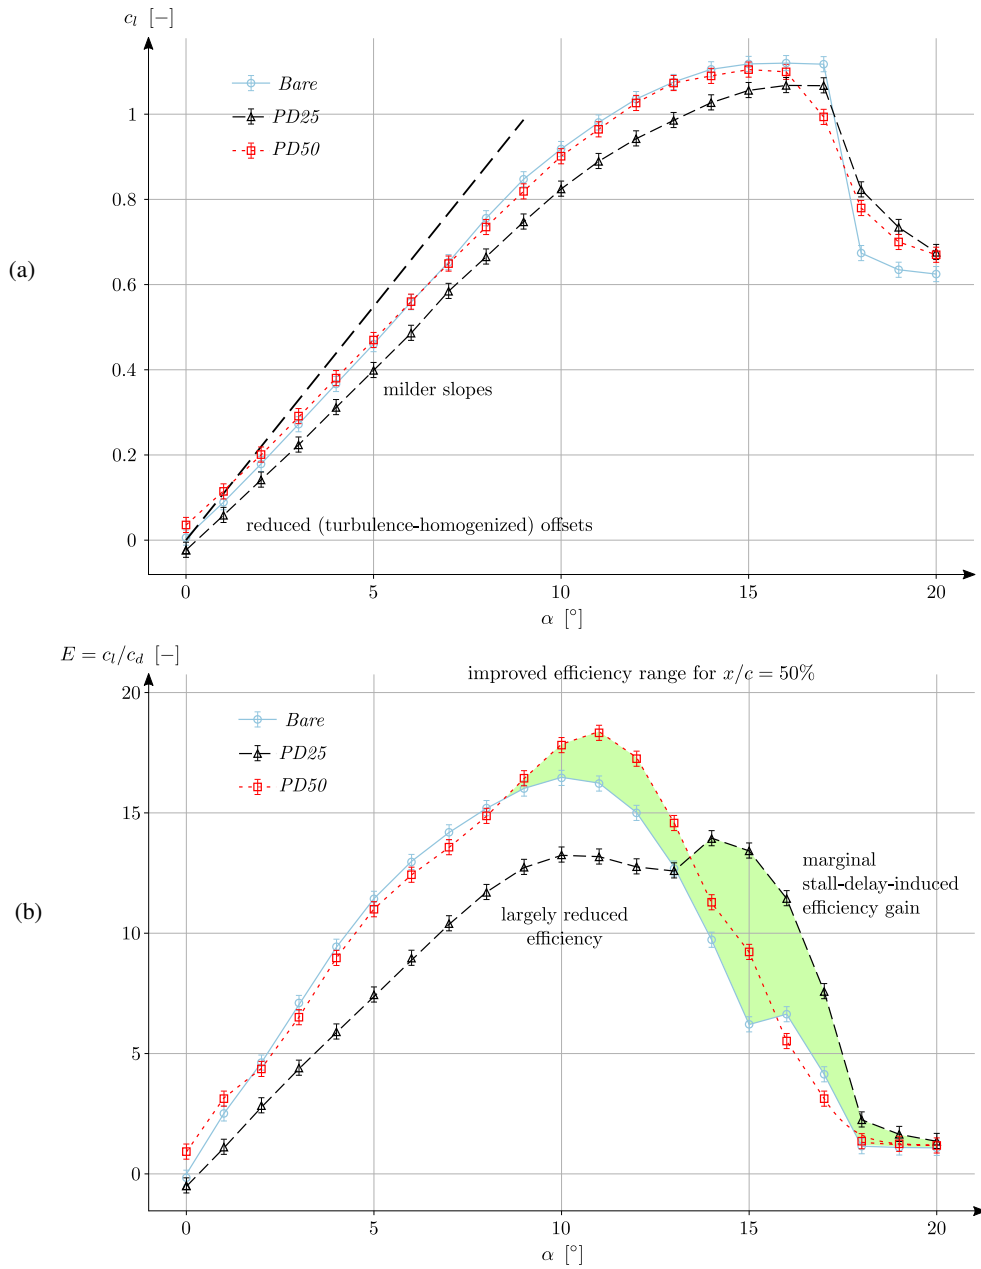 c_l [−]
Bare
PD25
PD50
1
0.8
0.6
0.4
0.2
0
(a)
milder slopes
reduced (turbulence-homogenized) offsets
0 5 10 15 20
α [°]
E = c_l/c_d [−]
improved efficiency range for x/c = 50%
Bare
PD25
PD50
20
15
10
5
0
(b)
largely reduced
efficiency
marginal
stall-delay-induced
efficiency gain
0 5 10 15 20
α [°]